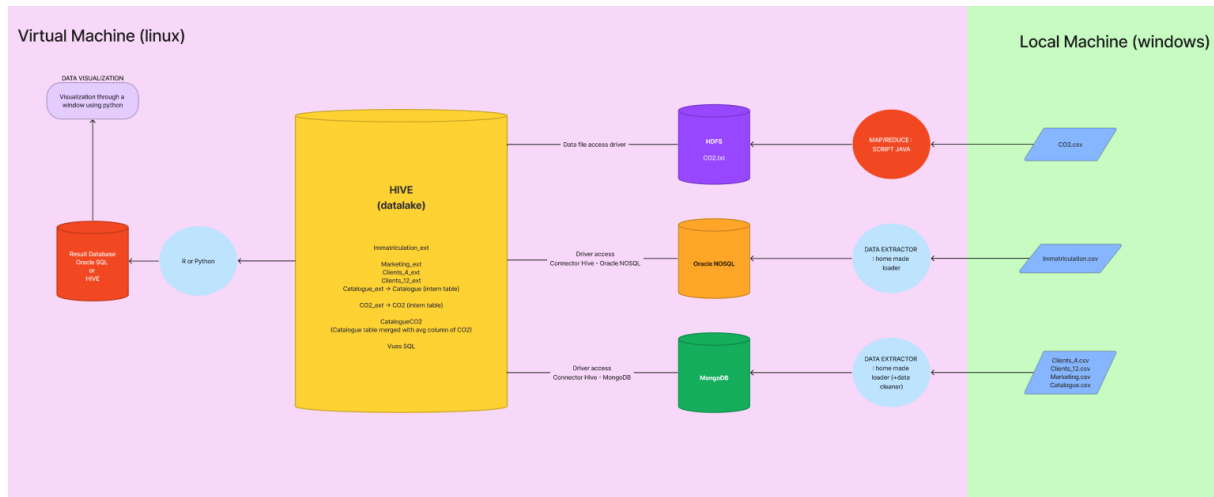 Virtual Machine (linux)
Local Machine (windows)
DATA VISUALIZATION
Visualization through a
window using python
Result Database
Oracle SQL
or
HIVE
R or Python
HIVE
(datalake)
Immatriculation_ext
Marketing_ext
Clients_4_ext
Clients_12_ext
Catalogue_ext → Catalogue (intern table)
CO2_ext → CO2 (intern table)
CatalogueCO2
(Catalogue table merged with avg column of CO2)
Vues SQL
Data file access driver
HDFS
CO2.txt
MAP/REDUCE :
SCRIPT JAVA
CO2.csv
Driver access
Connector Hive - Oracle NOSQL
Oracle NOSQL
DATA EXTRACTOR
: home made
loader
Immatriculation.csv
Driver access
Connector Hive - MongoDB
MongoDB
DATA EXTRACTOR
: home made
loader (+data
cleaner)
Clients_4.csv
Clients_12.csv
Marketing.csv
Catalogue.csv